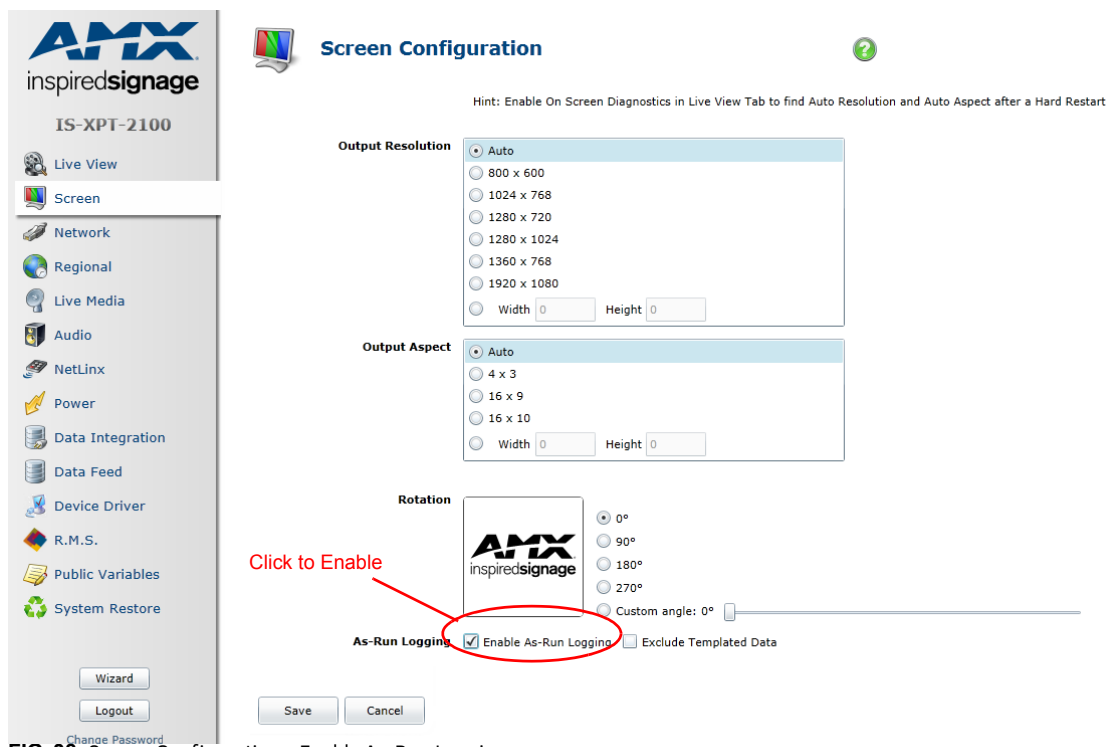 AMX
inspiredsignage
IS-XPT-2100
Live View
Screen
Network
Regional
Live Media
Audio
NetLinx
Power
Data Integration
Data Feed
Device Driver
R.M.S.
Public Variables
System Restore
Wizard
Logout
Change Password
Screen Configuration
?
Hint: Enable On Screen Diagnostics in Live View Tab to find Auto Resolution and Auto Aspect after a Hard Restart
Output Resolution
Auto
800 x 600
1024 x 768
1280 x 720
1280 x 1024
1360 x 768
1920 x 1080
Width 0 Height 0
Output Aspect
Auto
4 x 3
16 x 9
16 x 10
Width 0 Height 0
Rotation
AMX
inspiredsignage
0°
90°
180°
270°
Custom angle: 0°
Click to Enable
As-Run Logging Enable As-Run Logging Exclude Templated Data
Save Cancel